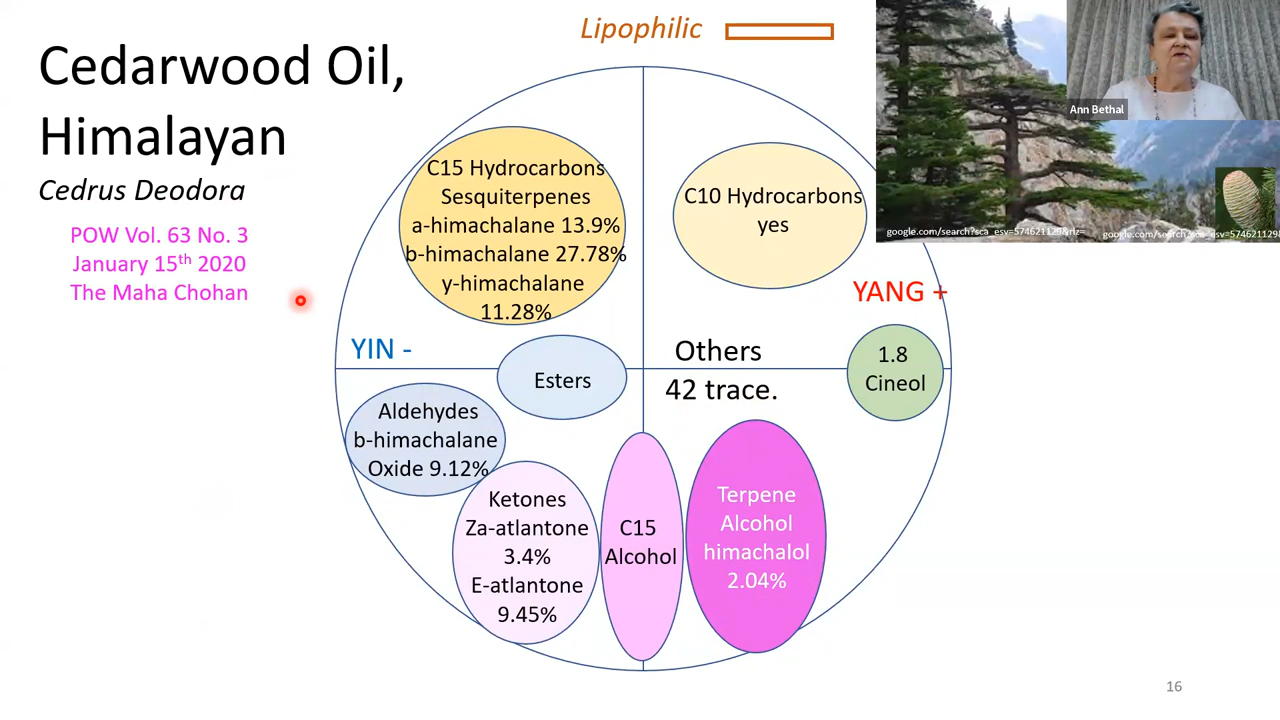 Cedarwood Oil,
Himalayan
Cedrus Deodora
POW Vol. 63 No. 3
January 15th 2020
The Maha Chohan
Lipophilic
C15 Hydrocarbons
Sesquiterpenes
a-himachalane 13.9%
b-himachalane 27.78%
y-himachalane
11.28%
C10 Hydrocarbons
yes
YANG +
YIN -
Esters
Others
42 trace.
1.8
Cineol
Aldehydes
b-himachalane
Oxide 9.12%
Ketones
Za-atlantone
3.4%
E-atlantone
9.45%
C15
Alcohol
Terpene
Alcohol
himachalol
2.04%
Ann Bethal
google.com/search?sca_esv=574621129&rlz=
google.com/search?sca_esv=574621129
16